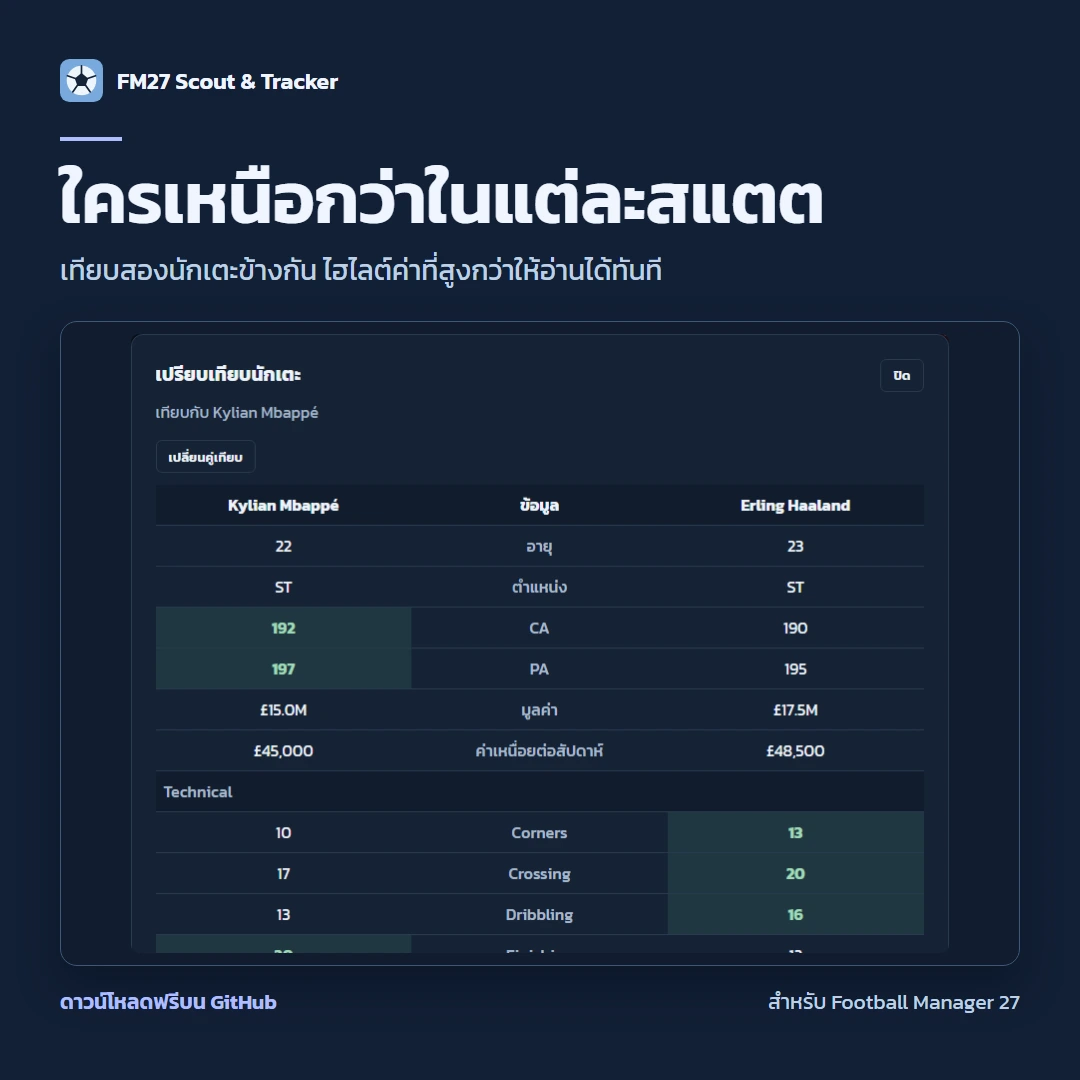 FM27 Scout & Tracker
ใครเหนือกว่าในแต่ละสแตต
เทียบสองนักเตะข้างกัน ไฮไลต์ค่าที่สูงกว่าให้อ่านได้ทันที
เปรียบเทียบนักเตะ ปิด
เทียบกับ Kylian Mbappé
เปลี่ยนคู่เทียบ
Kylian Mbappé ข้อมูล Erling Haaland
22 อายุ 23
ST ตำแหน่ง ST
192 CA 190
197 PA 195
£15.0M มูลค่า £17.5M
£45,000 ค่าเหนื่อยต่อสัปดาห์ £48,500
Technical
10 Corners 13
17 Crossing 20
13 Dribbling 16
ดาวน์โหลดฟรีบน GitHub สำหรับ Football Manager 27